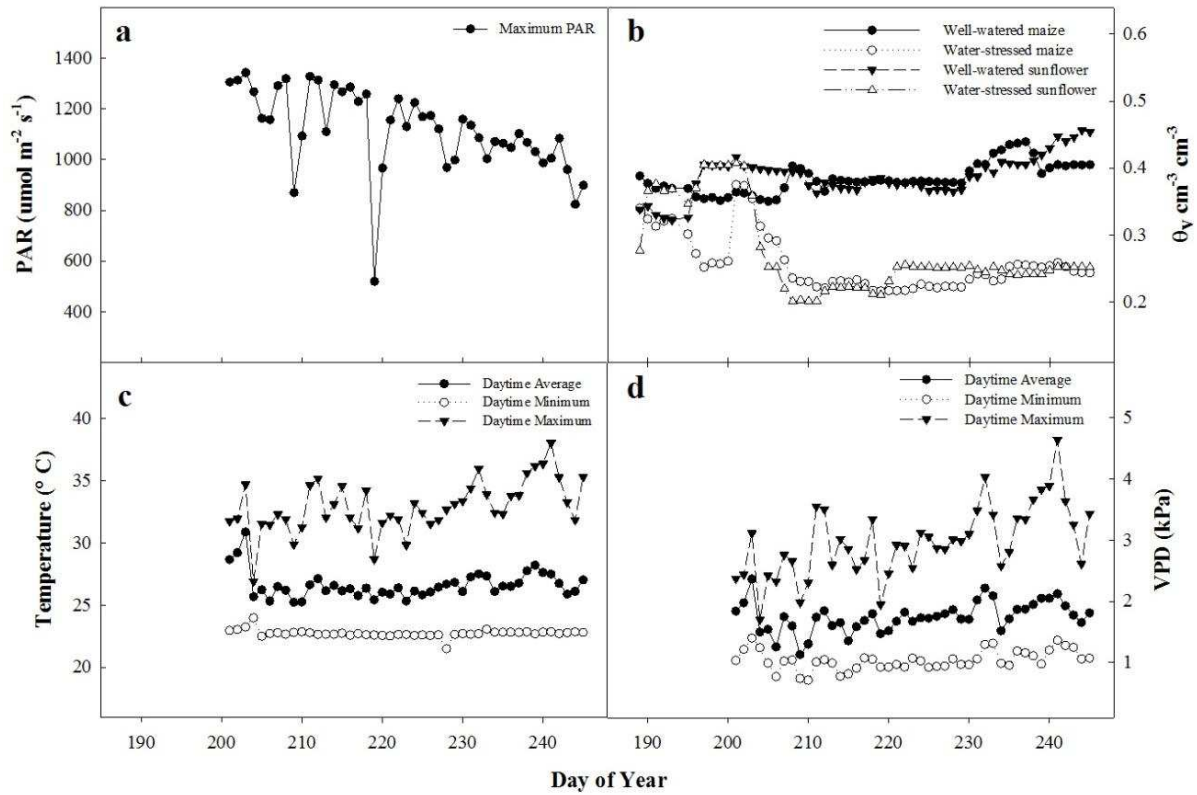 a
Maximum PAR
1400
1200
1000
800
600
400
PAR (umol m⁻² s⁻¹)
b
Well-watered maize
Water-stressed maize
Well-watered sunflower
Water-stressed sunflower
0.6
0.5
0.4
0.3
0.2
θv cm⁻³ cm⁻³
c
Daytime Average
Daytime Minimum
Daytime Maximum
40
35
30
25
20
Temperature (° C)
190 200 210 220 230 240
d
Daytime Average
Daytime Minimum
Daytime Maximum
5
4
3
2
1
VPD (kPa)
190 200 210 220 230 240
Day of Year